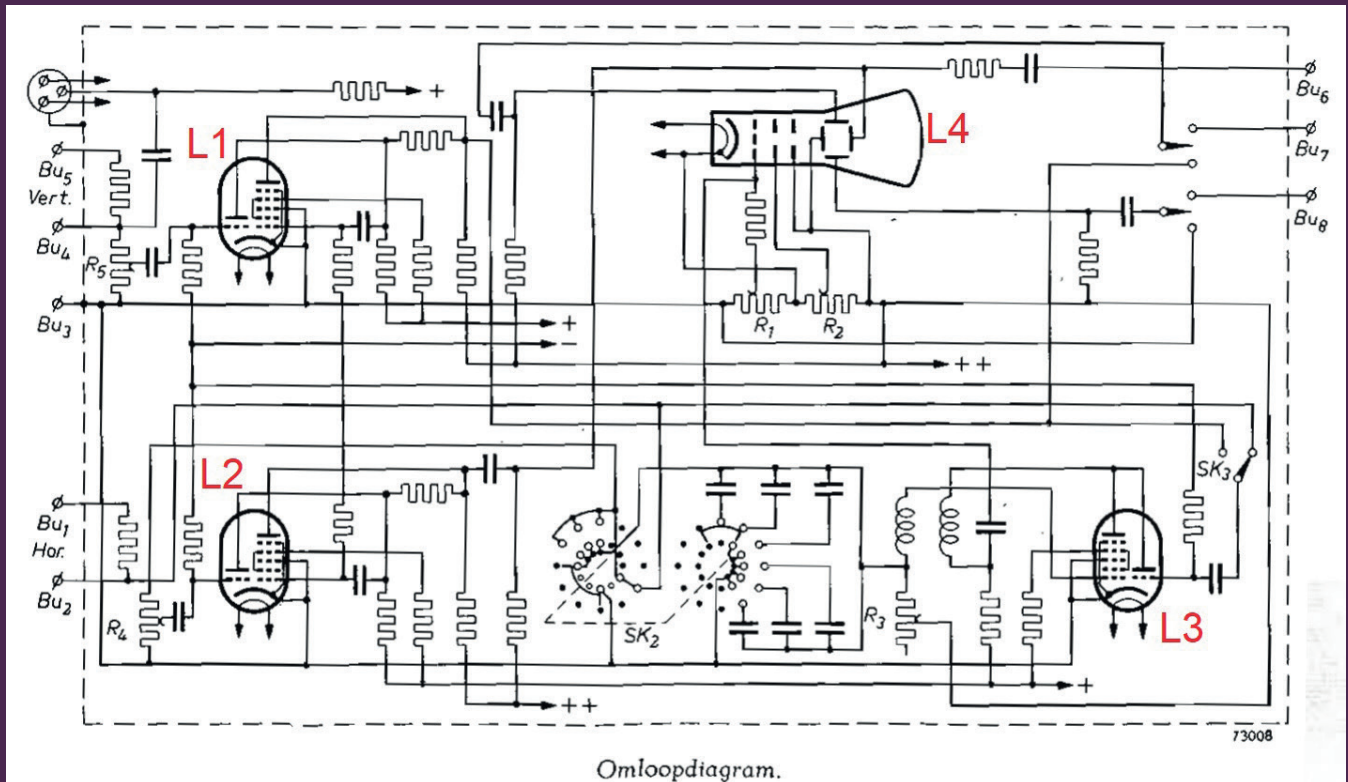 L1
L4
Bu6
Bu5
Vert.
Bu7
Bu4
R5
Bu8
Bu3
R1
R2
+
+
−
++
L2
SK3
Bu1
Hor.
Bu2
R4
SK2
R3
L3
+
++
73008
Omloopdiagram.